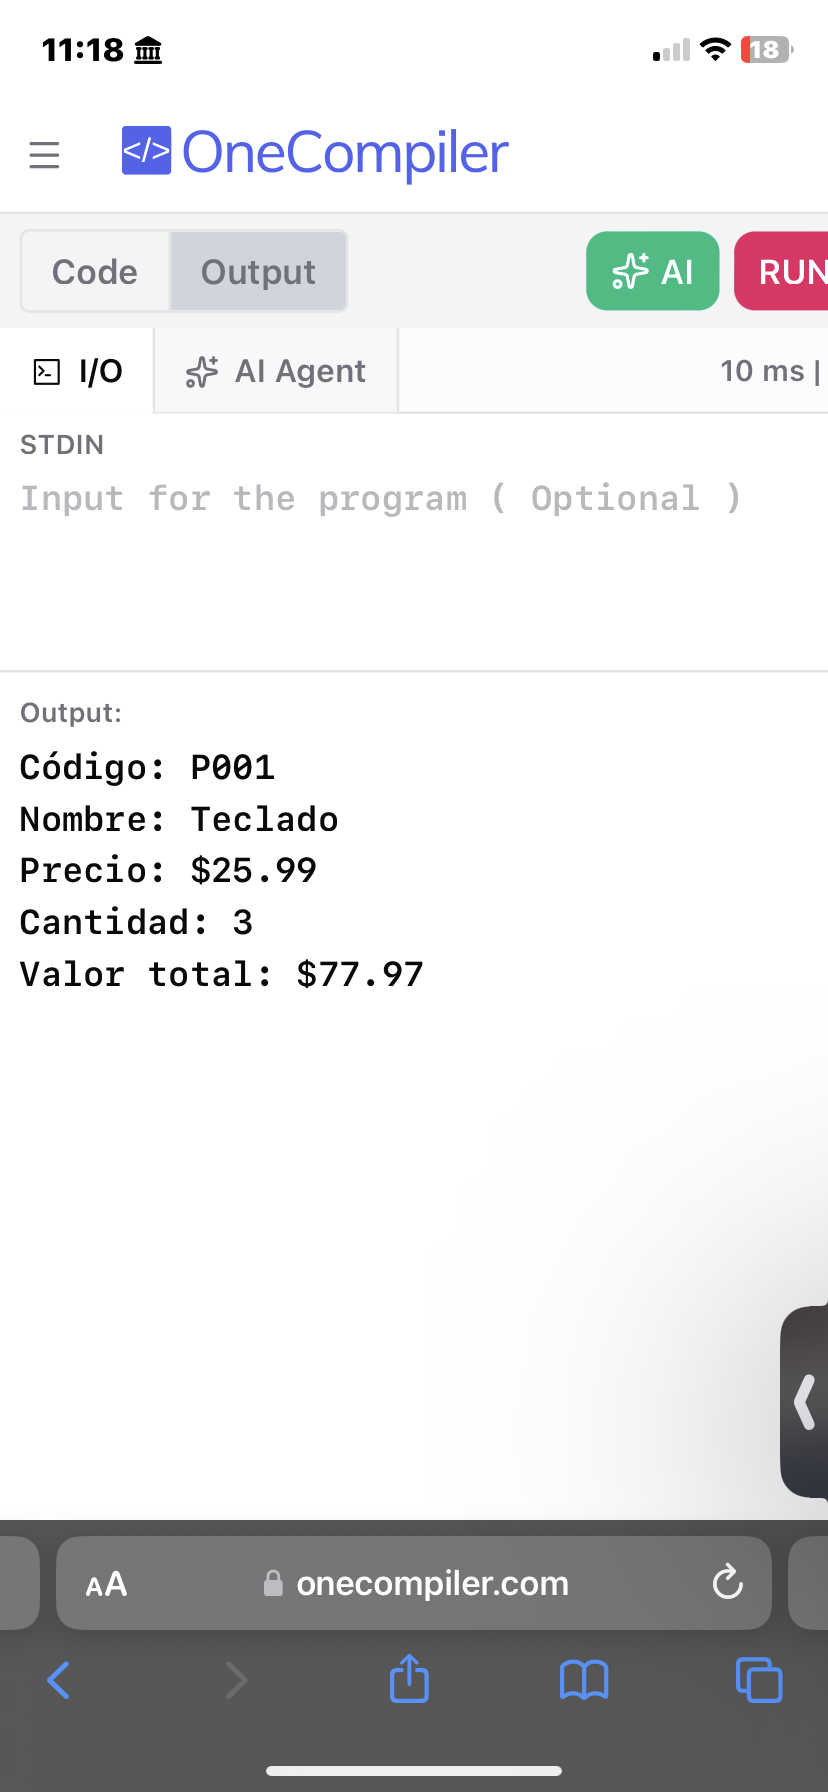 11:18
18
</> OneCompiler
Code
Output
AI
RUN
I/O
AI Agent
10 ms |
STDIN
Input for the program ( Optional )
Output:
Código: P001
Nombre: Teclado
Precio: $25.99
Cantidad: 3
Valor total: $77.97
AA
onecompiler.com